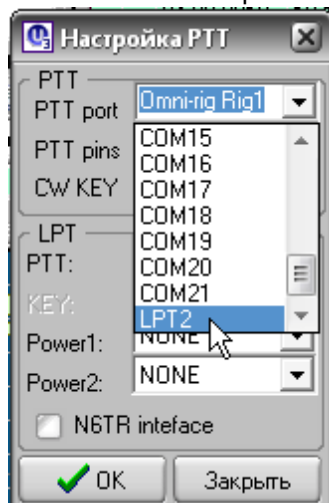 Настройка PTT
PTT
PTT port Omni-rig Rig1
PTT pins
CW KEY
COM15
COM16
COM17
COM18
COM19
COM20
COM21
LPT2
LPT
PTT:
KEY:
Power1: NONE
Power2: NONE
N6TR inteface
OK Закрыть